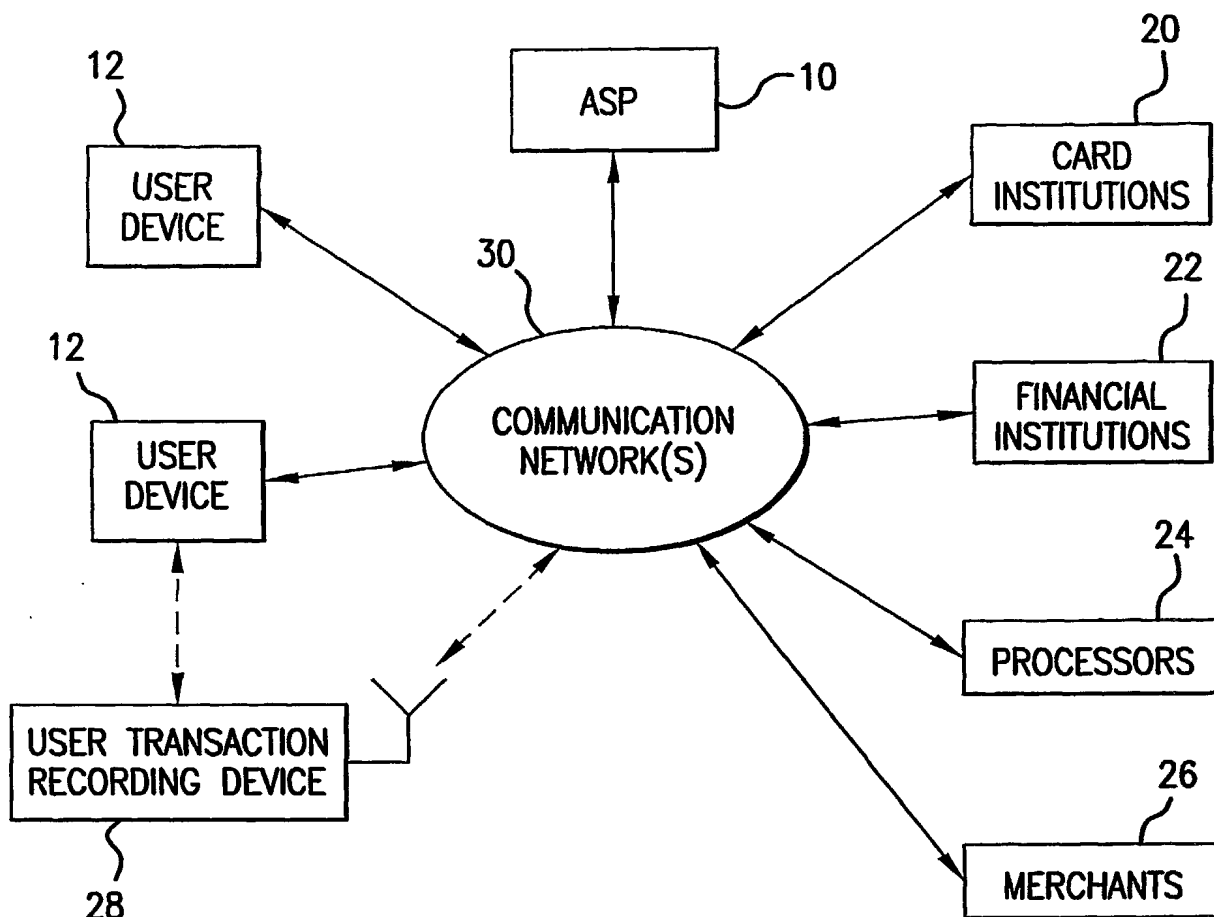 12
USER
DEVICE
ASP
10
20
CARD
INSTITUTIONS
30
22
FINANCIAL
INSTITUTIONS
12
USER
DEVICE
COMMUNICATION
NETWORK(S)
24
PROCESSORS
USER TRANSACTION
RECORDING DEVICE
28
26
MERCHANTS